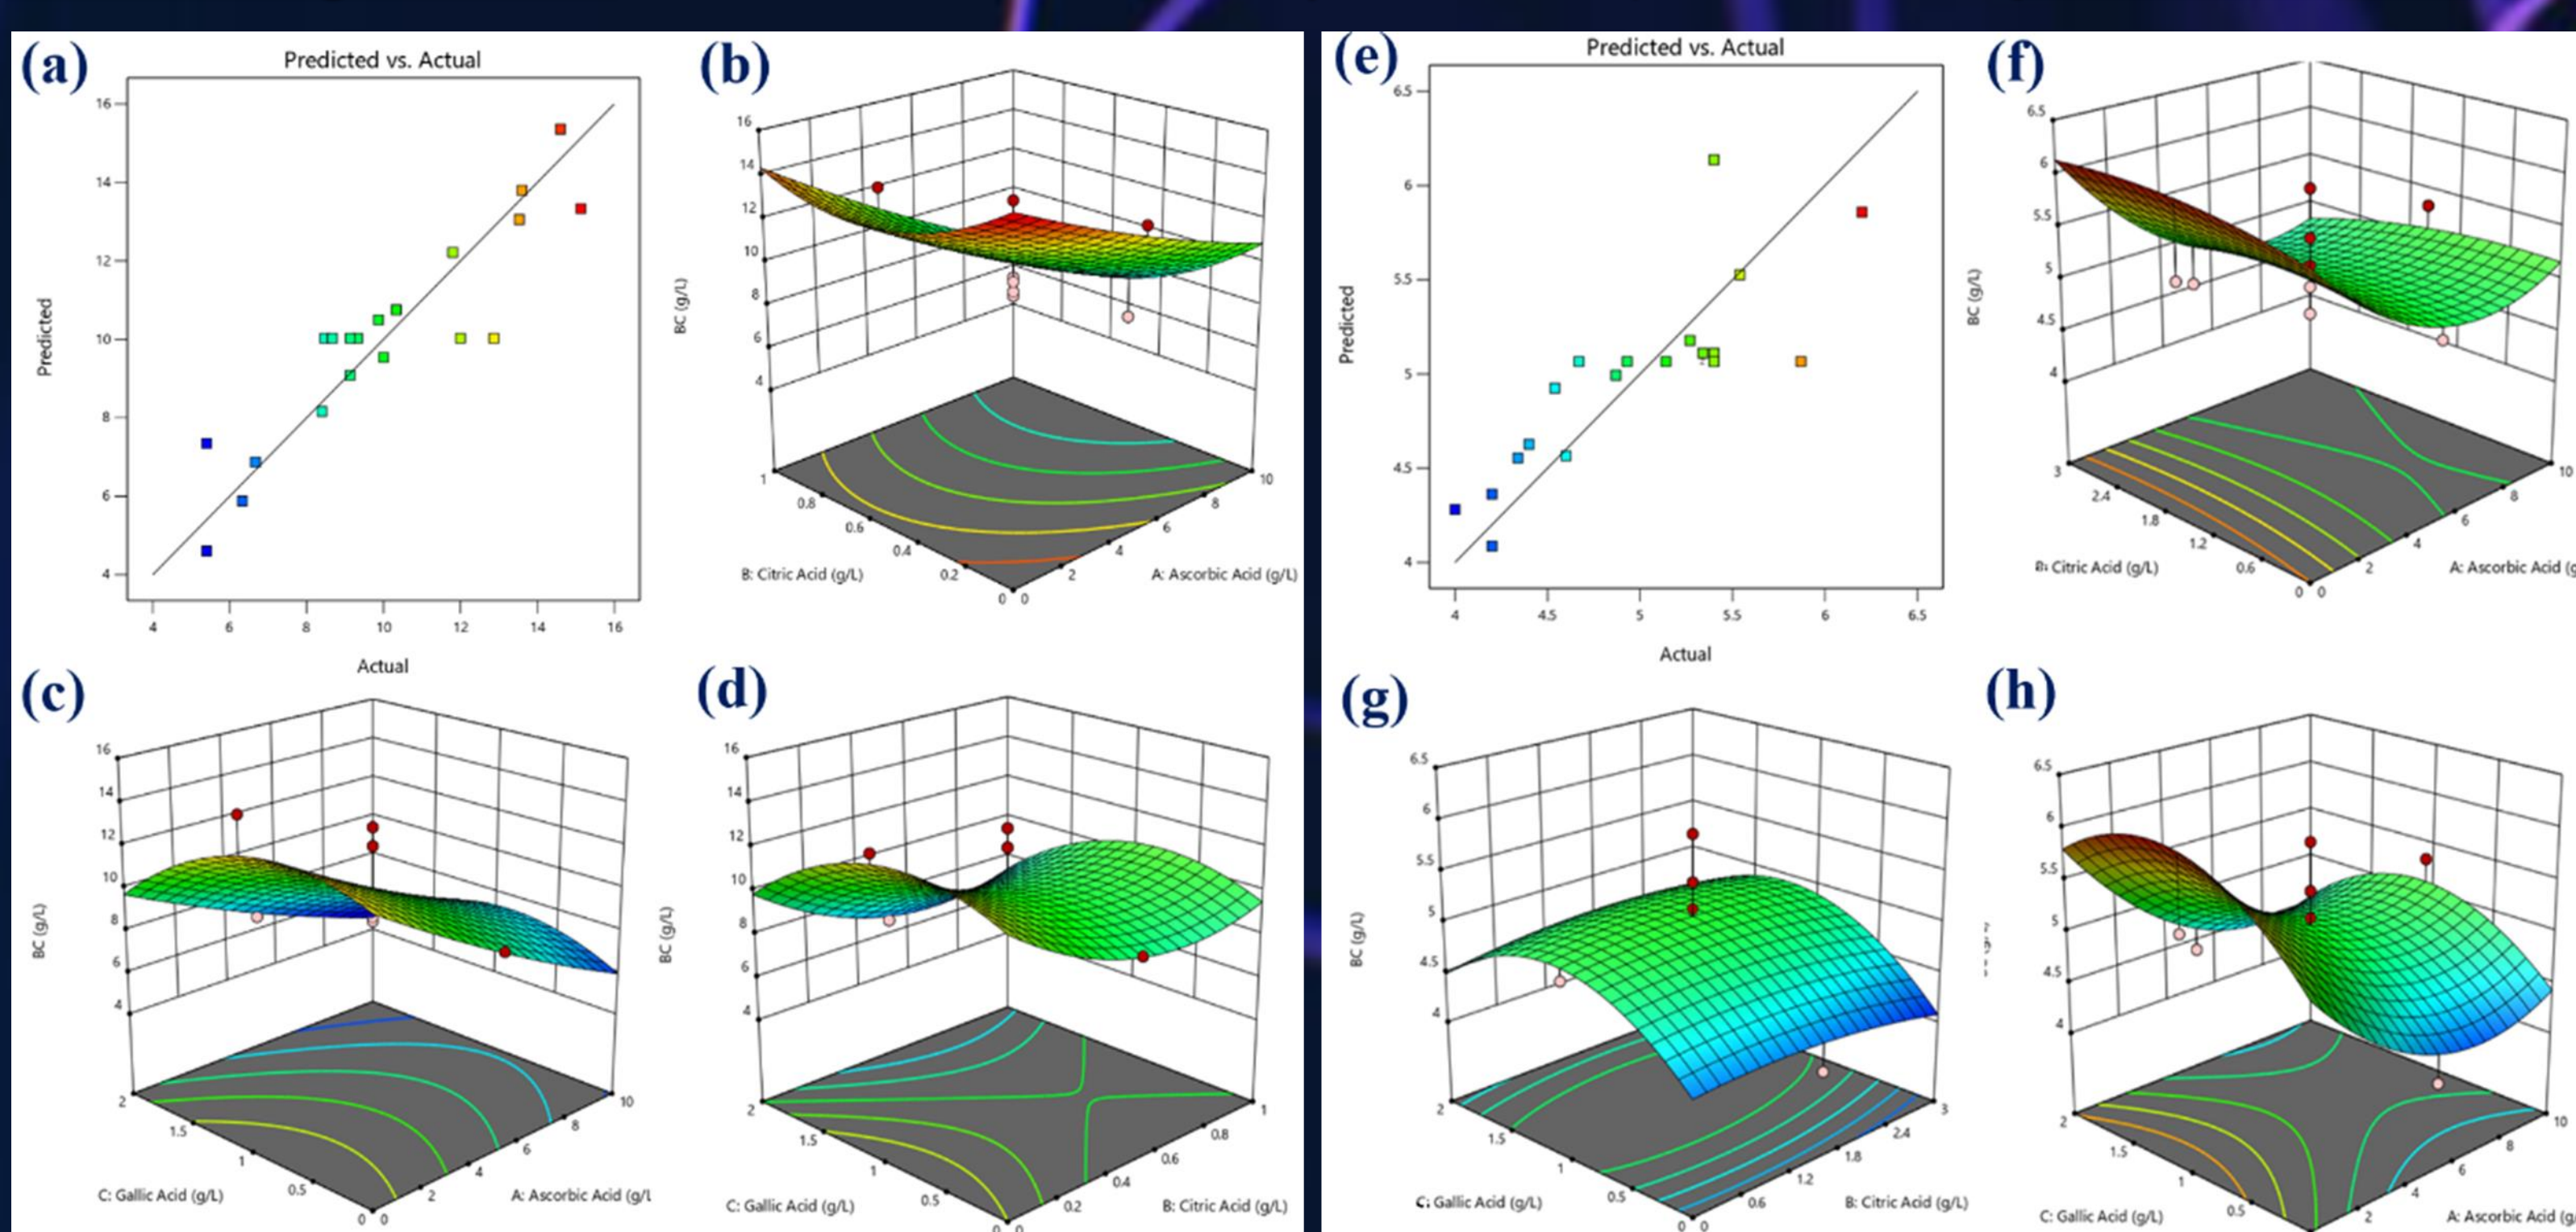 (a)
Predicted vs. Actual
Predicted
16
14
12
10
8
6
4
4 6 8 10 12 14 16
Actual
(b)
BC (g/L)
16
14
12
10
8
6
4
1 0.8 0.6 0.4 0.2 0
0 2 4 6 8 10
B: Citric Acid (g/L)
A: Ascorbic Acid (g/L)
(c)
BC (g/L)
16
14
12
10
8
6
4
2 1.5 1 0.5 0
0 2 4 6 8 10
C: Gallic Acid (g/L)
A: Ascorbic Acid (g/L
(d)
BC (g/L)
16
14
12
10
8
6
4
2 1.5 1 0.5 0
0 0.2 0.4 0.6 0.8 1
C: Gallic Acid (g/L)
B: Citric Acid (g/L)
(e)
Predicted vs. Actual
Predicted
6.5
6
5.5
5
4.5
4
4 4.5 5 5.5 6 6.5
Actual
(f)
BC (g/L)
6.5
6
5.5
5
4.5
4
3 2.4 1.8 1.2 0.6 0
0 2 4 6 8 10
B: Citric Acid (g/L)
A: Ascorbic Acid (g
(g)
BC (g/L)
6.5
6
5.5
5
4.5
4
2 1.5 1 0.5 0
0 0.6 1.2 1.8 2.4 3
C: Gallic Acid (g/L)
B: Citric Acid (g/L)
(h)
6.5
6
5.5
5
4.5
4
2 1.5 1 0.5
2 4 6 8 10
C: Gallic Acid (g/L)
A: Ascorbic Acid (g